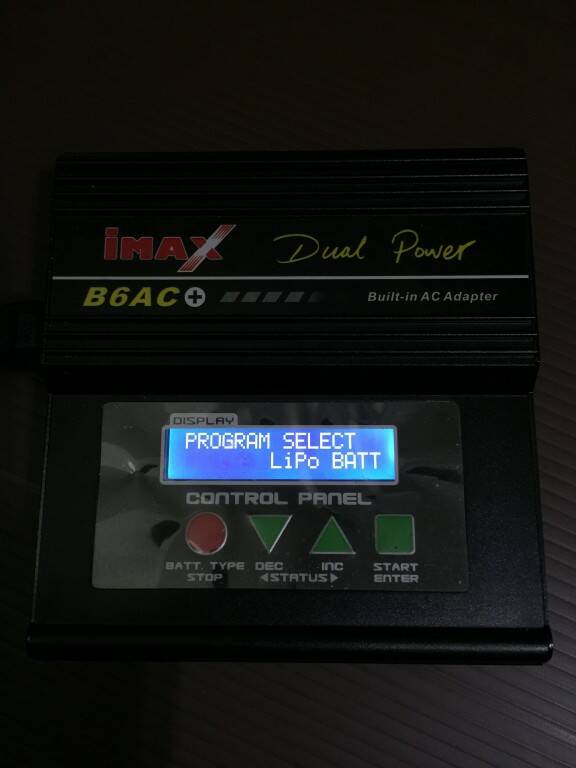 iMAX Dual Power
B6AC+ Built-in AC Adapter
DISPLAY
PROGRAM SELECT
LiPo BATT
CONTROL PANEL
BATT. TYPE DEC INC START
STOP ◀STATUS▶ ENTER